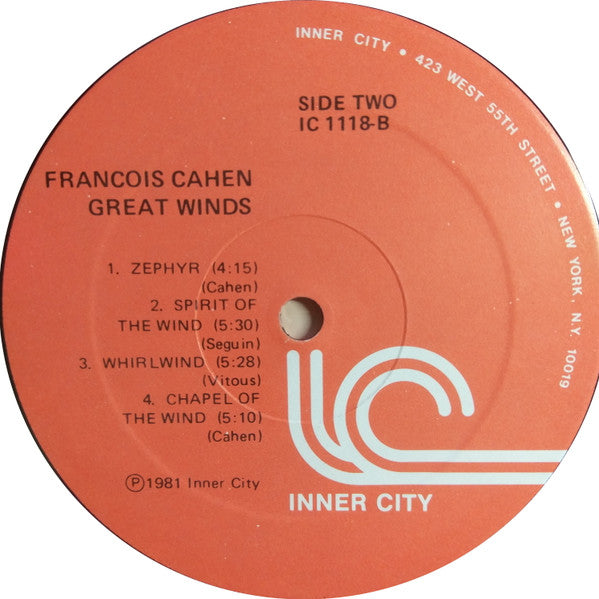 INNER CITY • 423 WEST 55TH STREET • NEW YORK, N.Y. 10019
SIDE TWO
IC 1118-B
FRANCOIS CAHEN
GREAT WINDS
1. ZEPHYR (4:15)
(Cahen)
2. SPIRIT OF
THE WIND (5:30)
(Seguin)
3. WHIRLWIND (5:28)
(Vitous)
4. CHAPEL OF
THE WIND (5:10)
(Cahen)
℗1981 Inner City
IC
INNER CITY